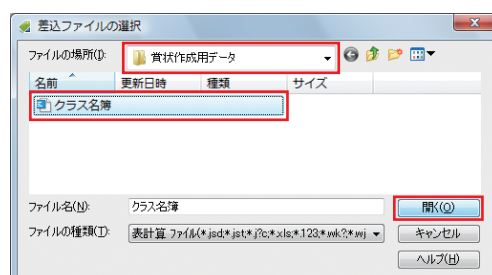 差込ファイルの選択
ファイルの場所(I): 賞状作成用データ
名前 更新日時 種類 サイズ
クラス名簿
ファイル名(N): クラス名簿 開く(O)
ファイルの種類(T): 表計算 ファイル(*.jsd;*.jst;*.j?c;*.xls;*.123;*.wk?;*.wj キャンセル
ヘルプ(H)